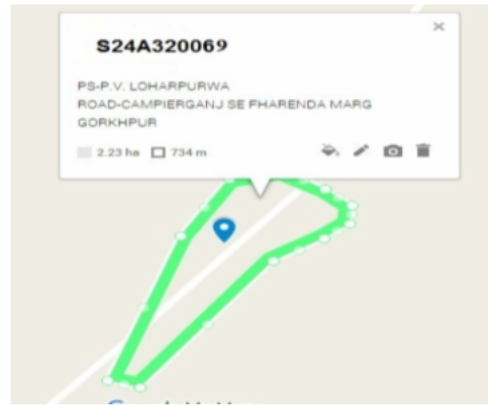 S24A320069
PS-P.V. LOHARPURWA
ROAD-CAMPIERGANJ SE FHARENDA MARG
GORKHPUR
2.23 ha 734 m